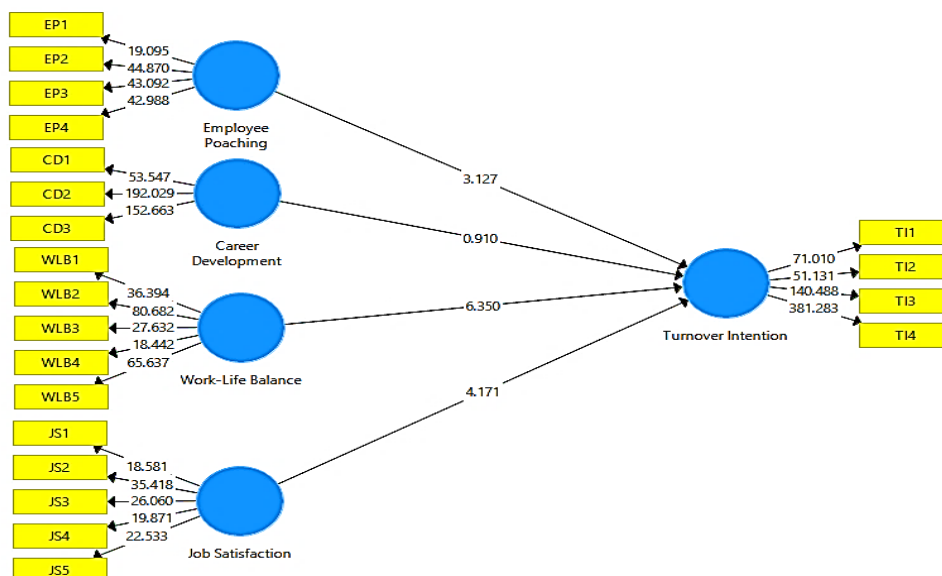 EP1
EP2
EP3
EP4
19.095
44.870
43.092
42.988
Employee
Poaching
CD1
CD2
CD3
53.547
192.029
152.663
Career
Development
WLB1
WLB2
WLB3
WLB4
WLB5
36.394
80.682
27.632
18.442
65.637
Work-Life Balance
JS1
JS2
JS3
JS4
JS5
18.581
35.418
26.060
19.871
22.533
Job Satisfaction
3.127
0.910
6.350
4.171
Turnover Intention
71.010
51.131
140.488
381.283
TI1
TI2
TI3
TI4